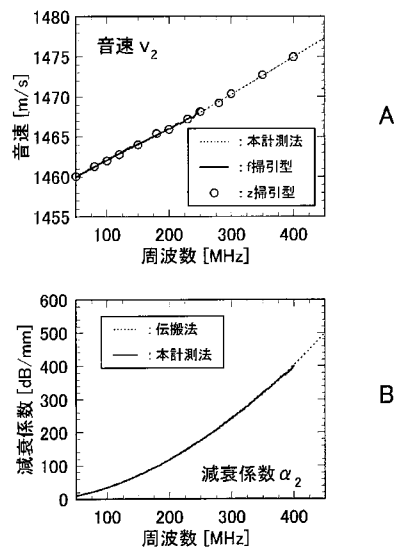 音速 v2
1480
1475
1470
1465
1460
1455
音速 [m/s]
: 本計測法
: f掃引型
: z掃引型
100 200 300 400
周波数 [MHz]
A
600
500
400
300
200
100
0
減衰係数 [dB/mm]
: 伝搬法
: 本計測法
減衰係数 α2
100 200 300 400
周波数 [MHz]
B